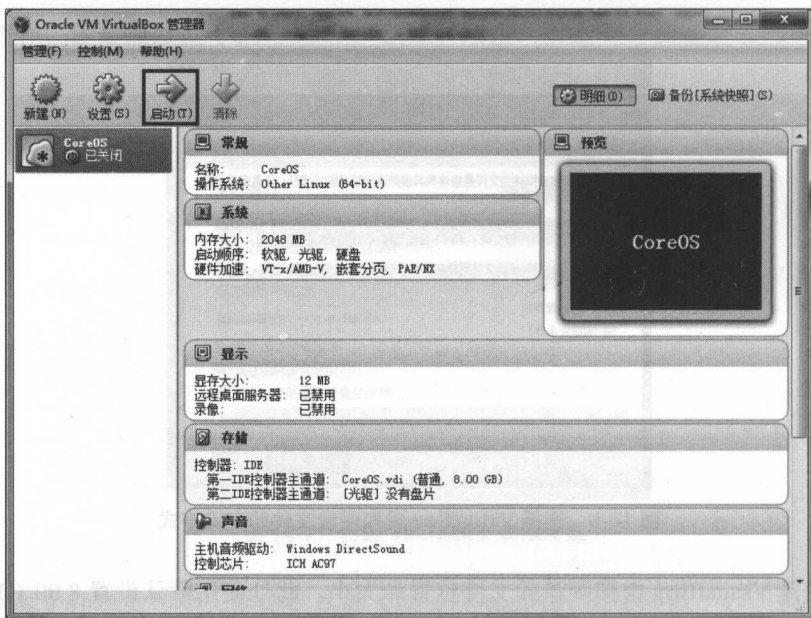 Oracle VM VirtualBox 管理器
管理(F) 控制(M) 帮助(H)
新建(N) 设置(S) 启动(T) 清除 明细(D) 备份[系统快照](S)
CoreOS
已关闭
常规
名称: CoreOS
操作系统: Other Linux (64-bit)
系统
内存大小: 2048 MB
启动顺序: 软驱, 光驱, 硬盘
硬件加速: VT-x/AMD-V, 嵌套分页, PAE/NX
预览
CoreOS
显示
显存大小: 12 MB
远程桌面服务器: 已禁用
录像: 已禁用
存储
控制器: IDE
第一IDE控制器主通道: CoreOS.vdi (普通, 8.00 GB)
第二IDE控制器主通道: [光驱] 没有盘片
声音
主机音频驱动: Windows DirectSound
控制芯片: ICH AC97
网络